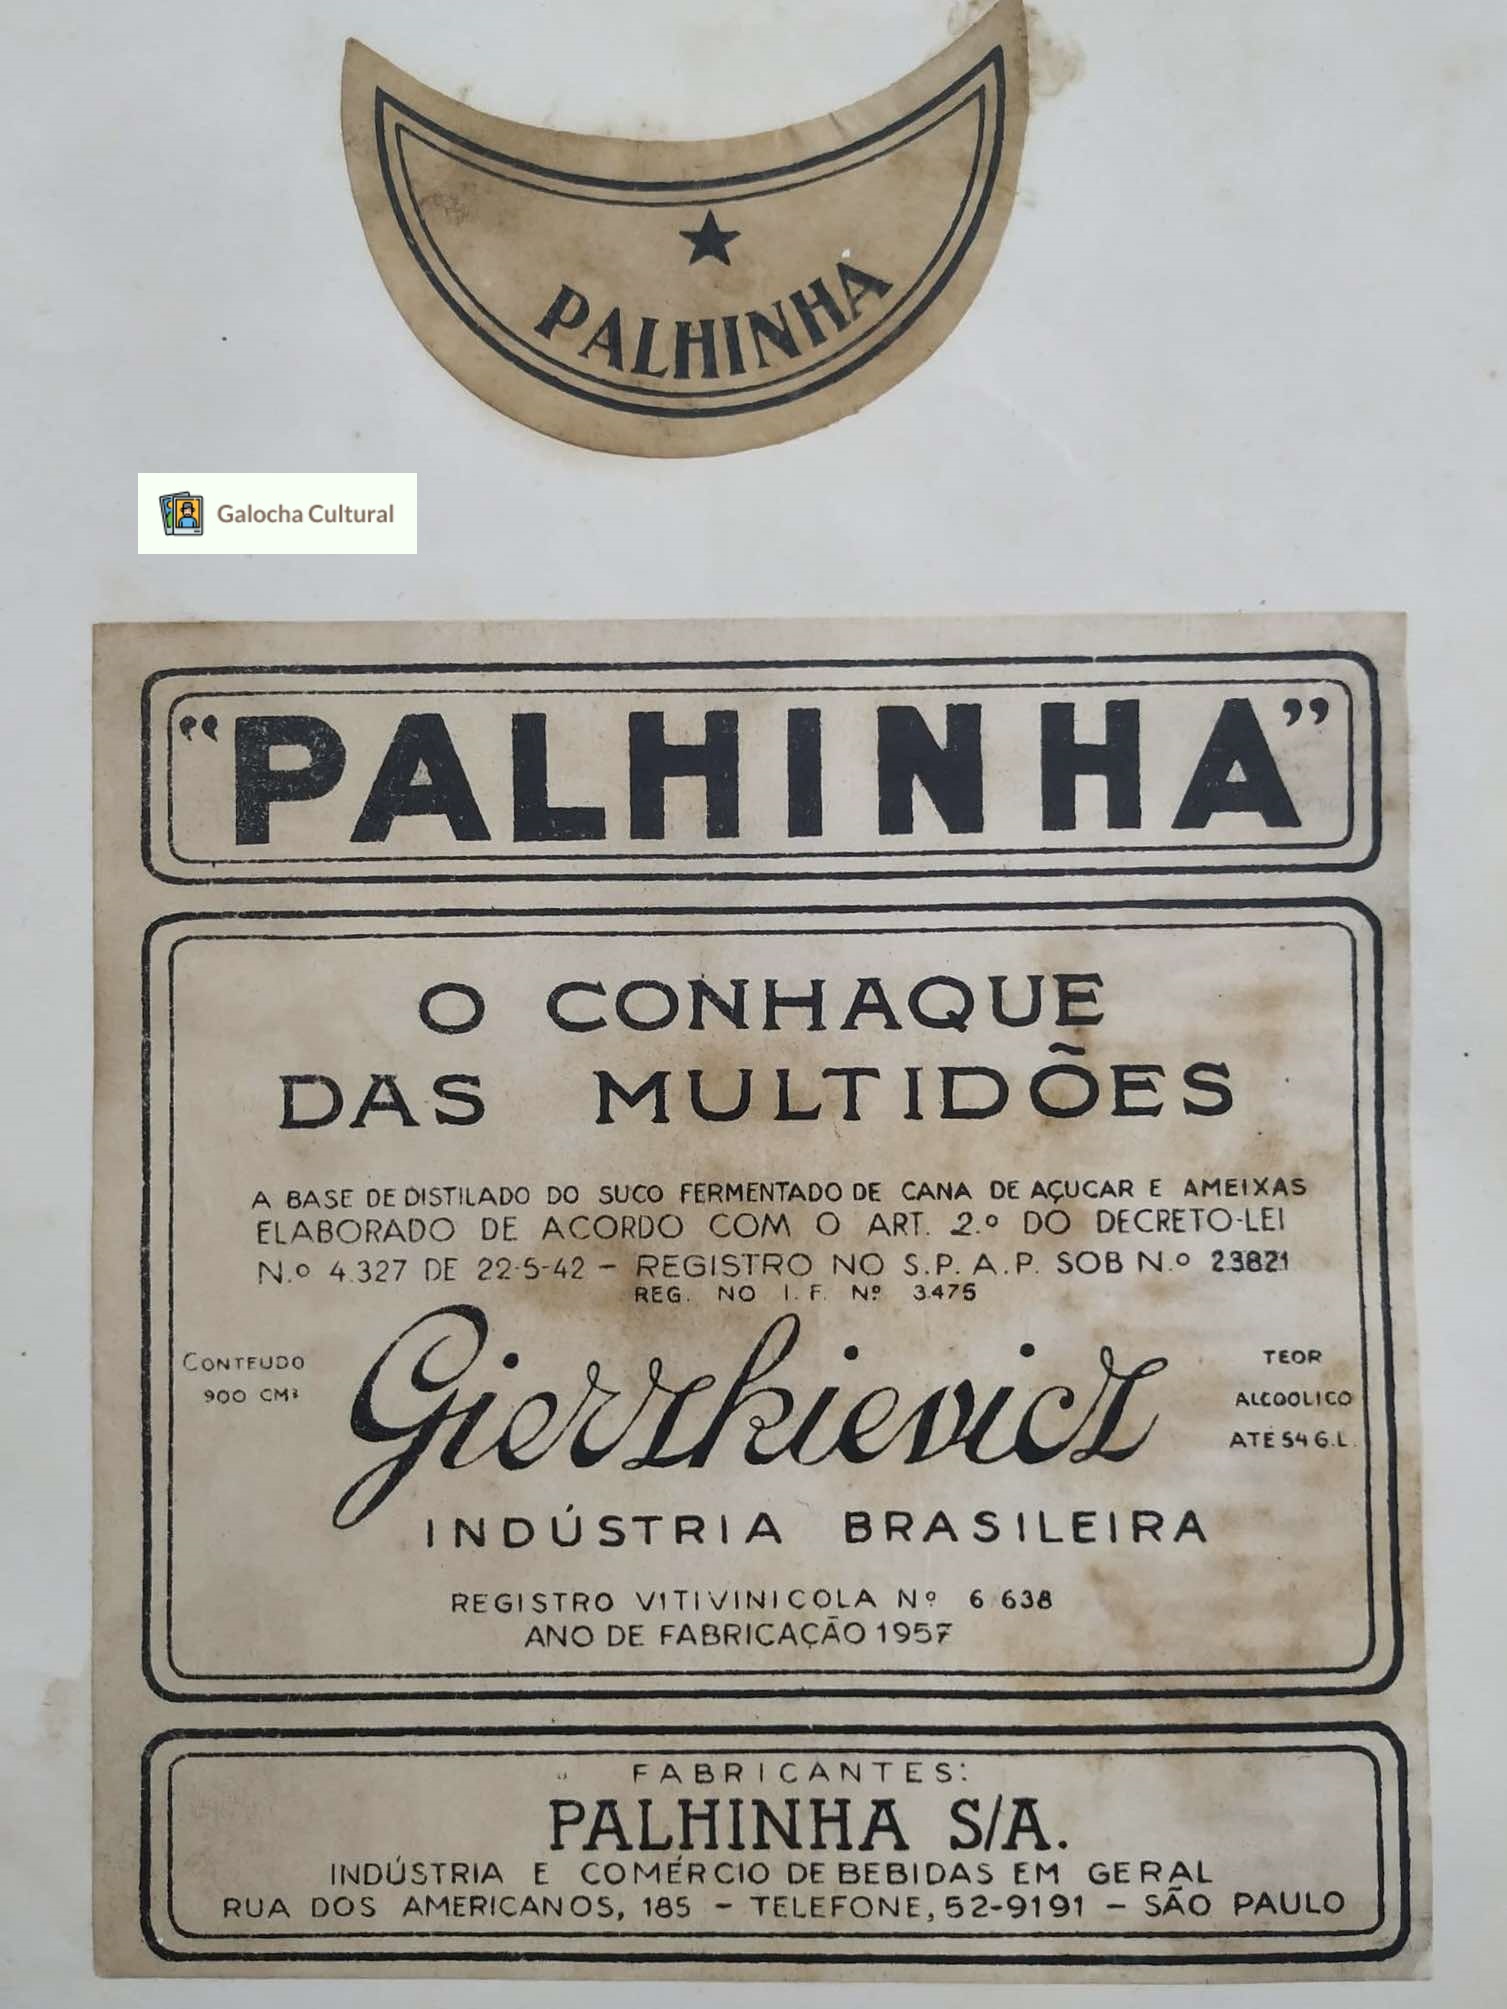 ★
PALHINHA
Galocha Cultural
“PALHINHA”
O CONHAQUE
DAS MULTIDÕES
A BASE DE DISTILADO DO SUCO FERMENTADO DE CANA DE AÇUCAR E AMEIXAS
ELABORADO DE ACORDO COM O ART. 2.º DO DECRETO-LEI
N.º 4.327 DE 22-5-42 — REGISTRO NO S.P.A.P. SOB N.º 23821
REG. NO I.F. Nº 3475
CONTEUDO
900 CM³
Gierzkievicz
TEOR
ALCOOLICO
ATÉ 54 G.L.
INDÚSTRIA BRASILEIRA
REGISTRO VITIVINICOLA Nº 6 638
ANO DE FABRICAÇÃO 1957
FABRICANTES:
PALHINHA S/A.
INDÚSTRIA E COMÉRCIO DE BEBIDAS EM GERAL
RUA DOS AMERICANOS, 185 — TELEFONE, 52-9191 — SÃO PAULO